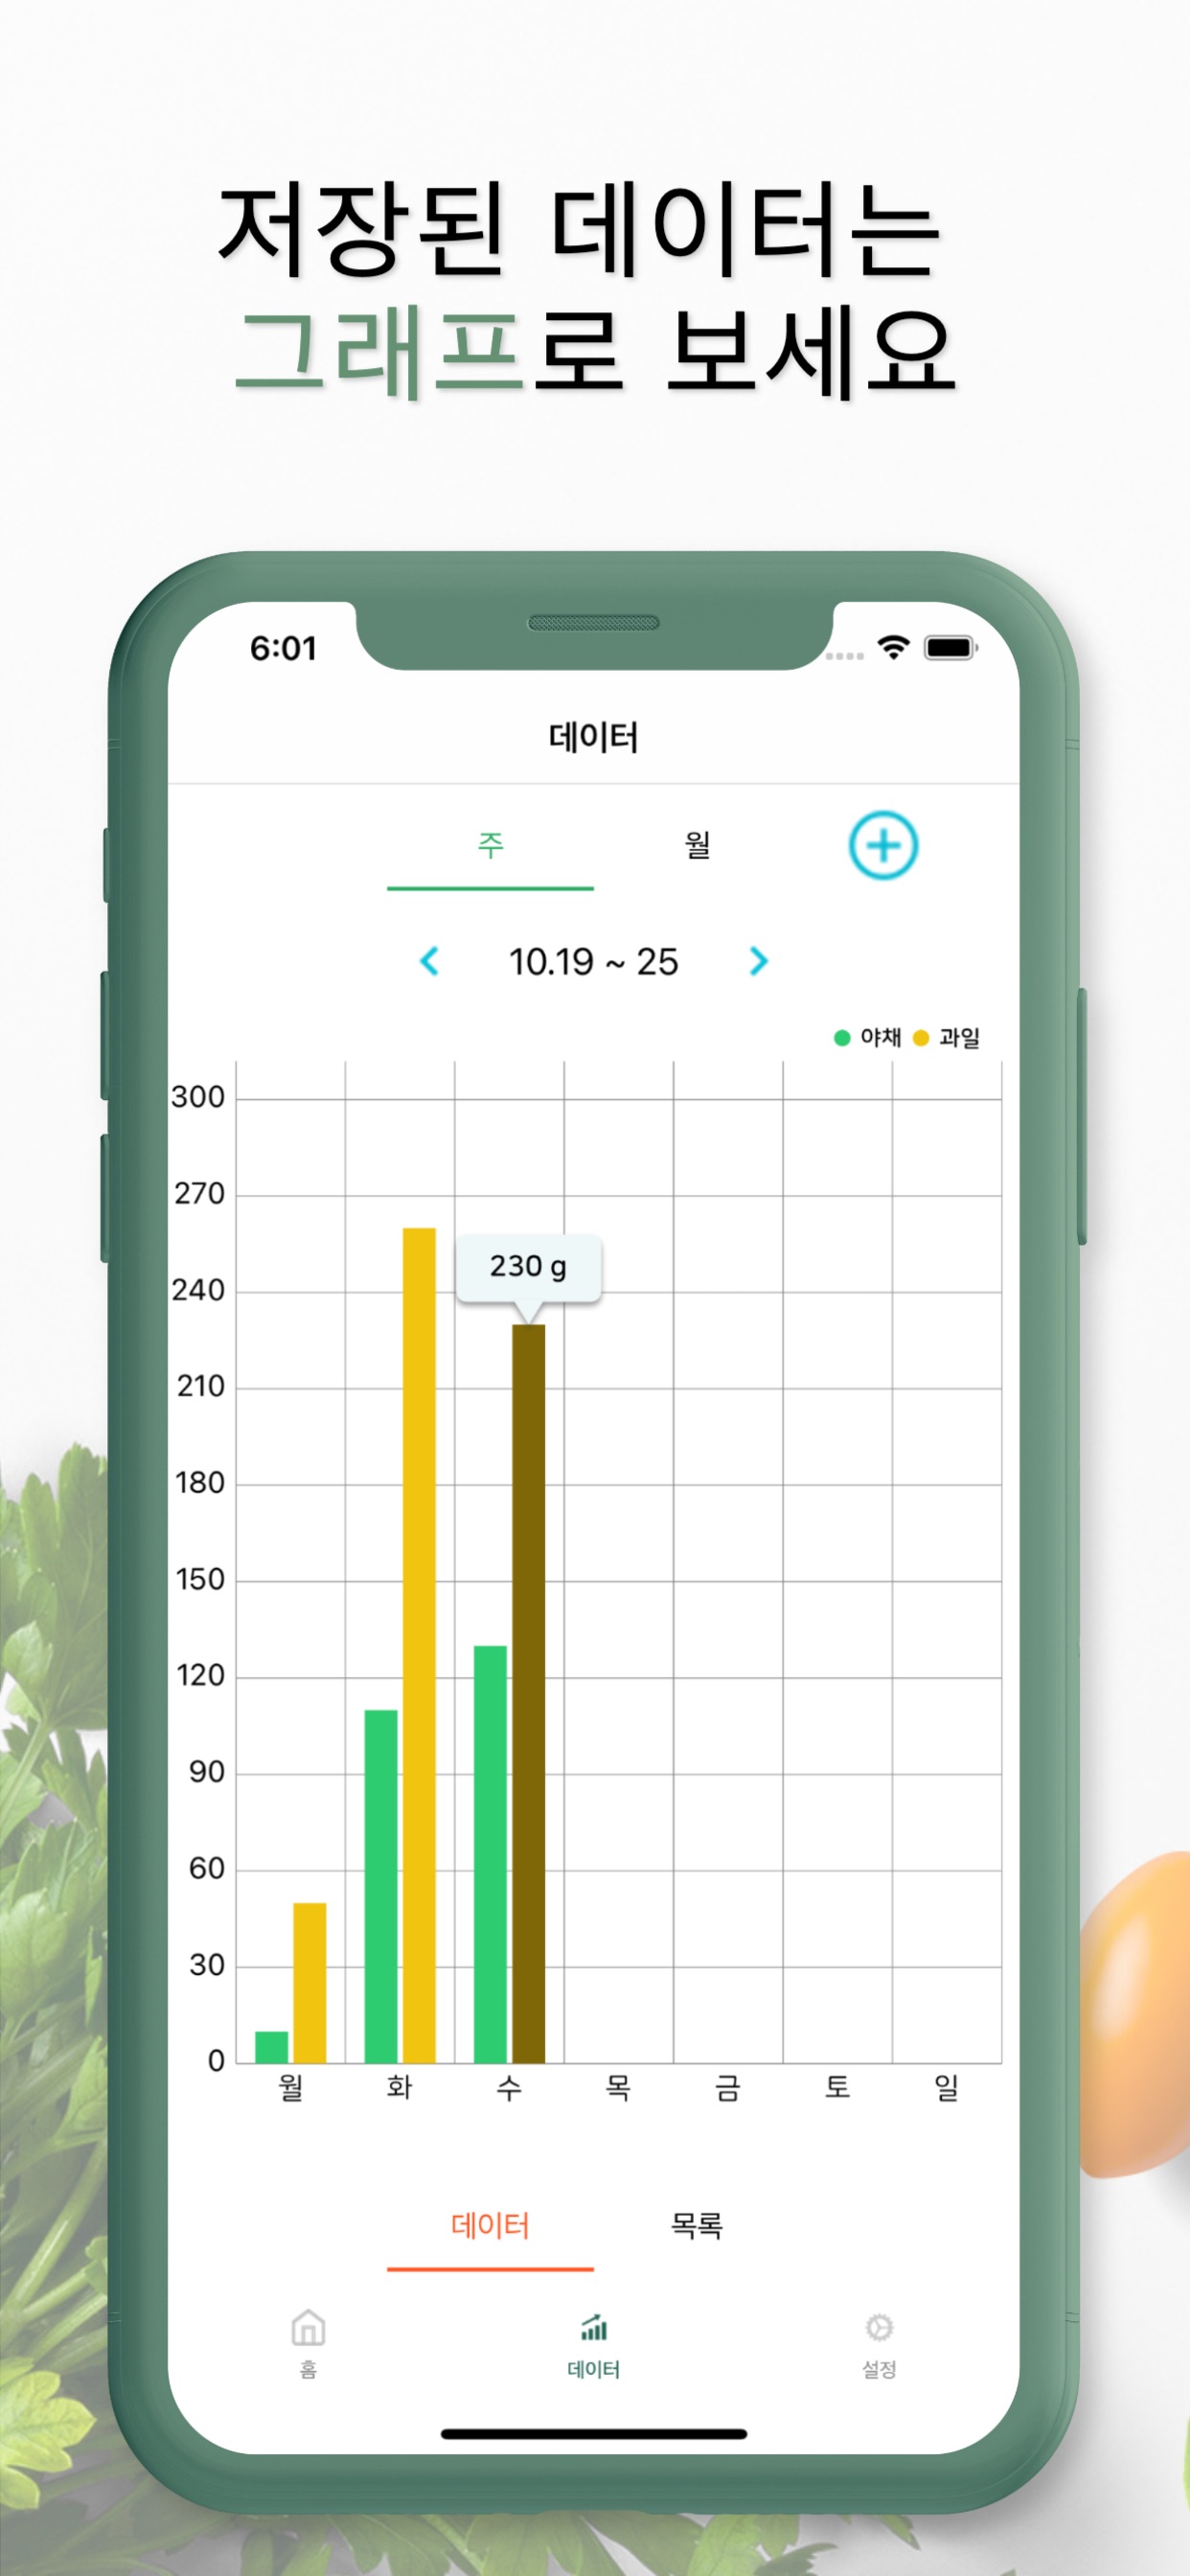 저장된 데이터는
그래프로 보세요
6:01
데이터
주 월
10.19 ~ 25
야채 과일
300
270
240
230 g
210
180
150
120
90
60
30
0
월 화 수 목 금 토 일
데이터 목록
홈 데이터 설정